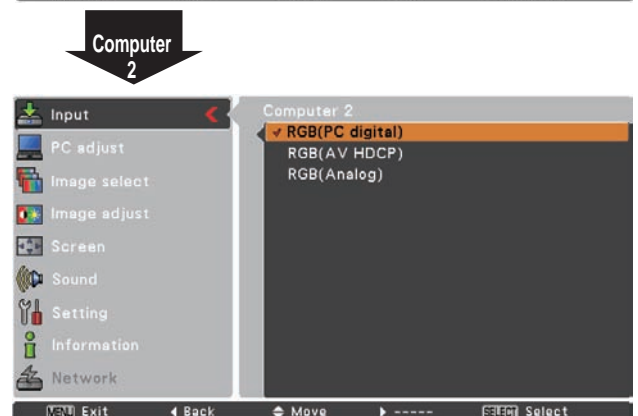 Computer
2
Input
Computer 2
PC adjust
Image select
Image adjust
Screen
Sound
Setting
Information
Network
✓ RGB(PC digital)
RGB(AV HDCP)
RGB(Analog)
MENU Exit ◀ Back ◆ Move ▶ ----- SELECT Select